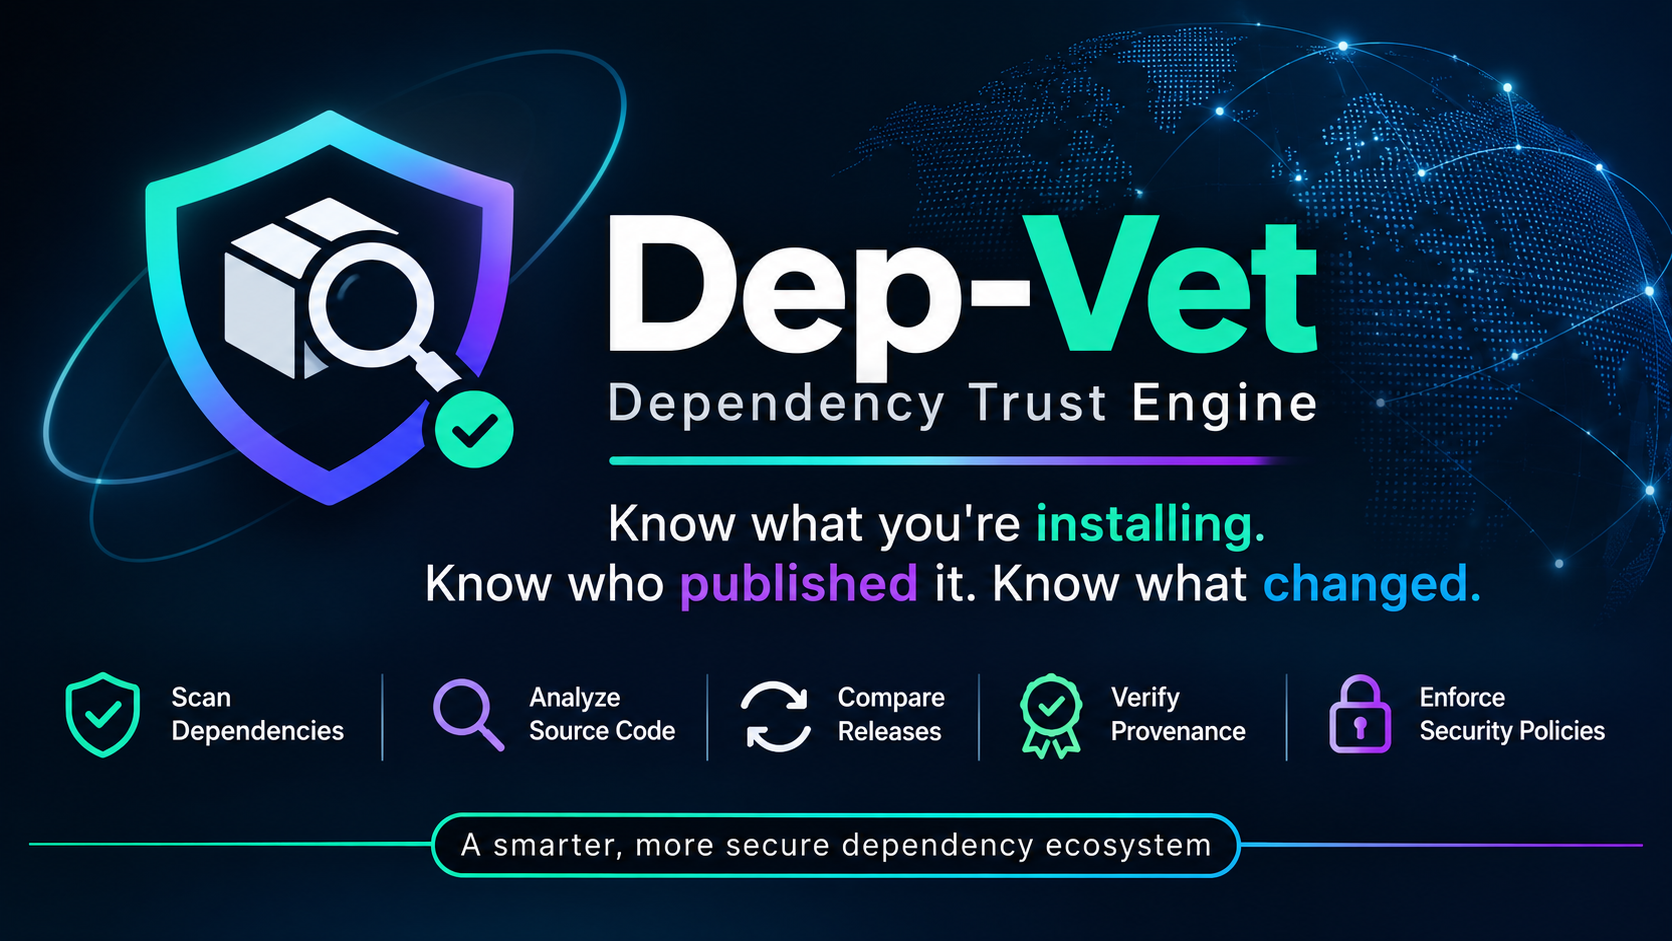 Dep-Vet
Dependency Trust Engine
Know what you're installing.
Know who published it. Know what changed.
Scan
Dependencies
Analyze
Source Code
Compare
Releases
Verify
Provenance
Enforce
Security Policies
A smarter, more secure dependency ecosystem